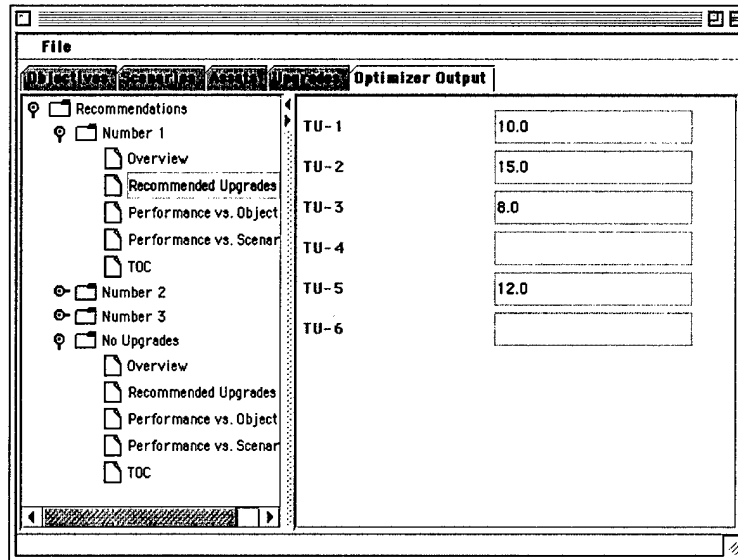 File
Objectives Scenarios Assets Upgrades Optimizer Output
Recommendations
Number 1
Overview
Recommended Upgrades
Performance vs. Object
Performance vs. Scenar
TOC
Number 2
Number 3
No Upgrades
Overview
Recommended Upgrades
Performance vs. Object
Performance vs. Scenar
TOC
TU-1 10.0
TU-2 15.0
TU-3 8.0
TU-4
TU-5 12.0
TU-6